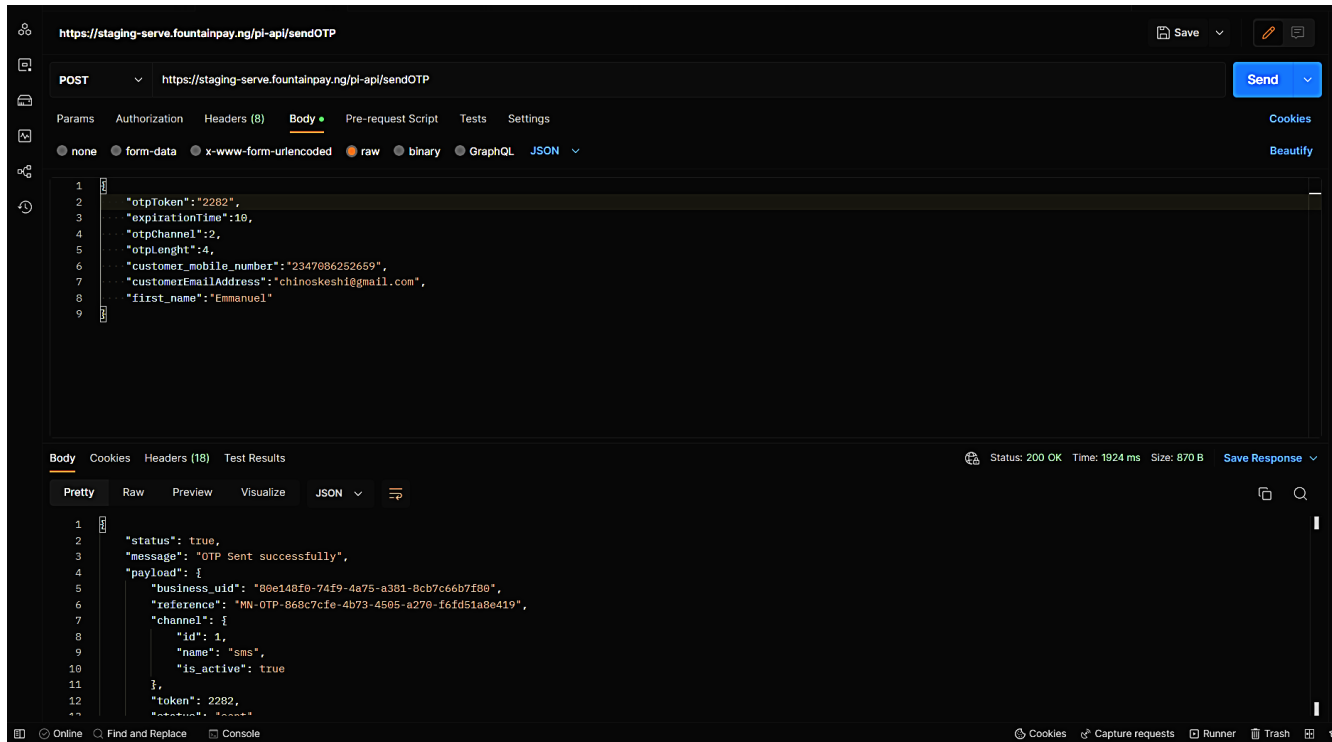 https://staging-serve.fountainpay.ng/pi-api/sendOTP
Save
POST https://staging-serve.fountainpay.ng/pi-api/sendOTP
Send
Params Authorization Headers (8) Body Pre-request Script Tests Settings Cookies
none form-data x-www-form-urlencoded raw binary GraphQL JSON Beautify
1 {
2 "otpToken":"2282",
3 "expirationTime":10,
4 "otpChannel":2,
5 "otpLenght":4,
6 "customer_mobile_number":"2347086252659",
7 "customerEmailAddress":"chinoskeshi@gmail.com",
8 "first_name":"Emmanuel"
9 }
Body Cookies Headers (18) Test Results Status: 200 OK Time: 1924 ms Size: 870 B Save Response
Pretty Raw Preview Visualize JSON
1 {
2 "status": true,
3 "message": "OTP Sent successfully",
4 "payload": {
5 "business_uid": "80e148f0-74f9-4a75-a381-8cb7c66b7f80",
6 "reference": "MN-OTP-868c7cfe-4b73-4505-a270-f6fd51a8e419",
7 "channel": {
8 "id": 1,
9 "name": "sms",
10 "is_active": true
11 },
12 "token": 2282,
Online Find and Replace Console Cookies Capture requests Runner Trash